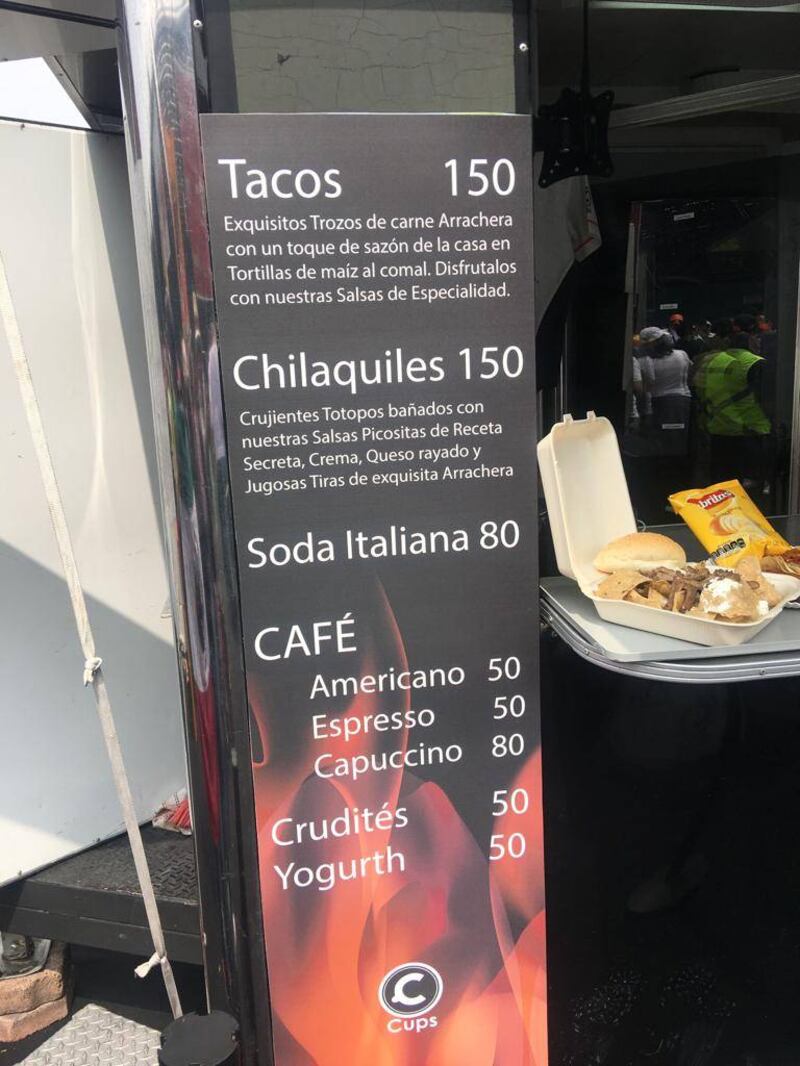 Tacos 150
Exquisitos Trozos de carne Arrachera
con un toque de sazón de la casa en
Tortillas de maíz al comal. Disfrutalos
con nuestras Salsas de Especialidad.
Chilaquiles 150
Crujientes Totopos bañados con
nuestras Salsas Picositas de Receta
Secreta, Crema, Queso rayado y
Jugosas Tiras de exquisita Arrachera
Soda Italiana 80
CAFÉ
Americano 50
Espresso 50
Capuccino 80
Crudités 50
Yogurth 50
C
Cups